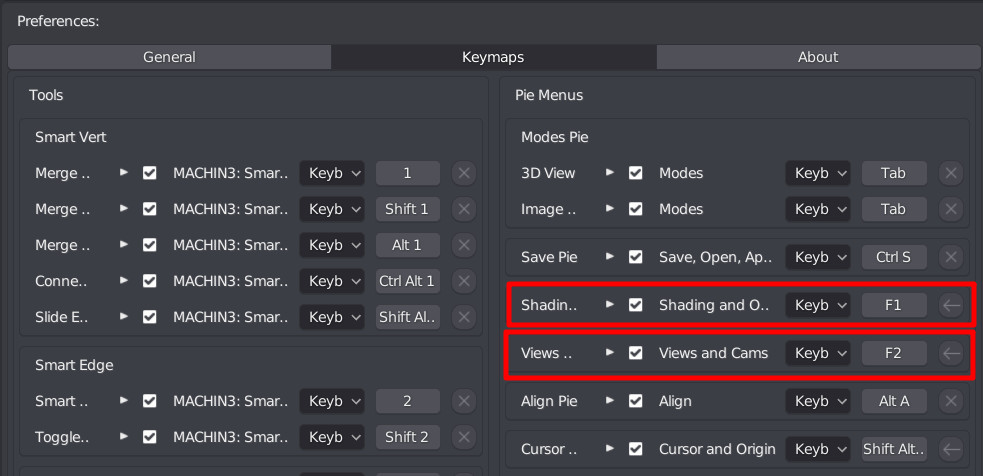 Preferences:
General Keymaps About
Tools
Smart Vert
Merge .. MACHIN3: Smar.. Keyb 1
Merge .. MACHIN3: Smar.. Keyb Shift 1
Merge .. MACHIN3: Smar.. Keyb Alt 1
Conne.. MACHIN3: Smar.. Keyb Ctrl Alt 1
Slide E.. MACHIN3: Smar.. Keyb Shift Al..
Smart Edge
Smart .. MACHIN3: Smar.. Keyb 2
Toggle.. MACHIN3: Smar.. Keyb Shift 2
Pie Menus
Modes Pie
3D View Modes Keyb Tab
Image .. Modes Keyb Tab
Save Pie Save, Open, Ap.. Keyb Ctrl S
Shadin.. Shading and O.. Keyb F1
Views .. Views and Cams Keyb F2
Align Pie Align Keyb Alt A
Cursor .. Cursor and Origin Keyb Shift Alt..